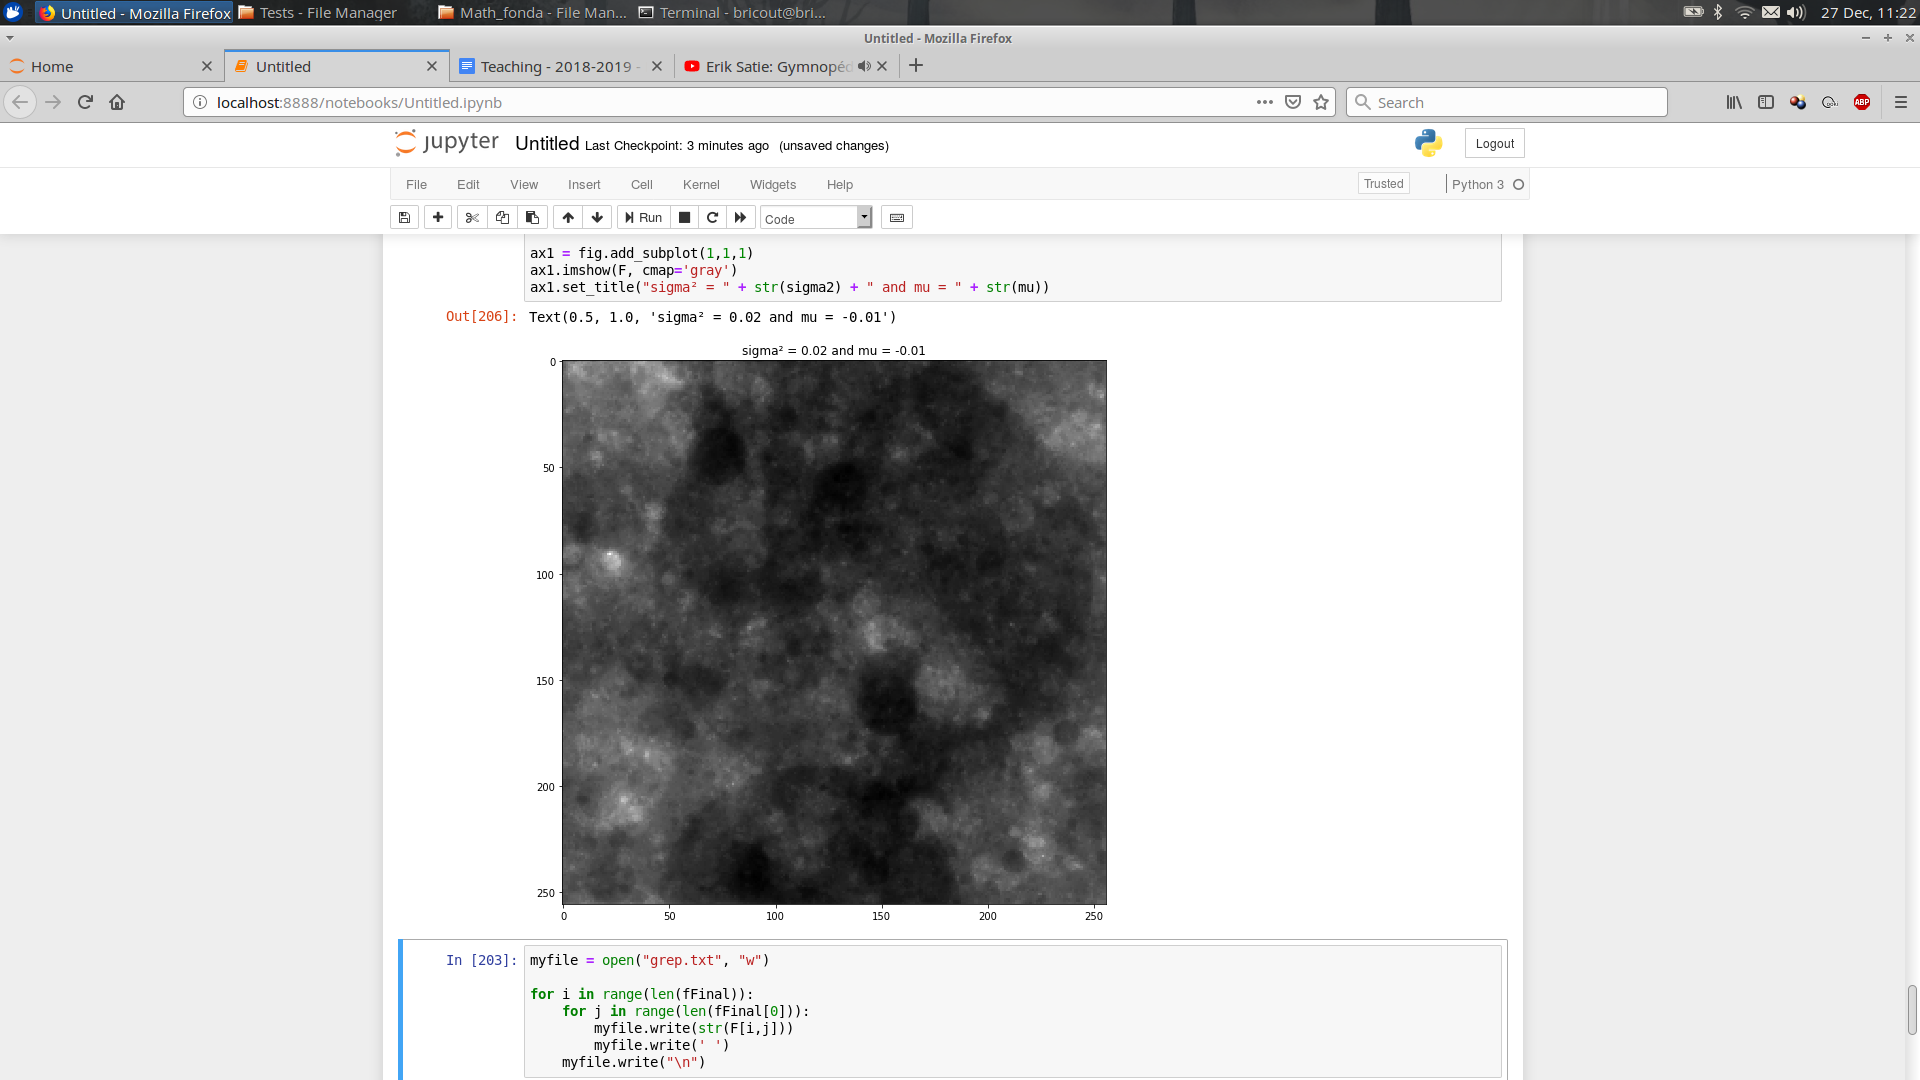 Untitled - Mozilla Firefox
Tests - File Manager
Math_fonda - File Man...
Terminal - bricout@bri...
27 Dec, 11:22
Untitled - Mozilla Firefox
Home
Untitled
Teaching - 2018-2019 -
Erik Satie: Gymnopéd
localhost:8888/notebooks/Untitled.ipynb
Search
ABP
jupyter
Untitled Last Checkpoint: 3 minutes ago (unsaved changes)
Logout
File Edit View Insert Cell Kernel Widgets Help
Trusted
Python 3
Run
Code
ax1 = fig.add_subplot(1,1,1)
ax1.imshow(F, cmap='gray')
ax1.set_title("sigma² = " + str(sigma2) + " and mu = " + str(mu))
Out[206]: Text(0.5, 1.0, 'sigma² = 0.02 and mu = -0.01')
sigma² = 0.02 and mu = -0.01
0
50
100
150
200
250
0 50 100 150 200 250
In [203]: myfile = open("grep.txt", "w")
for i in range(len(fFinal)):
    for j in range(len(fFinal[0])):
        myfile.write(str(F[i,j]))
        myfile.write(' ')
    myfile.write("\n")